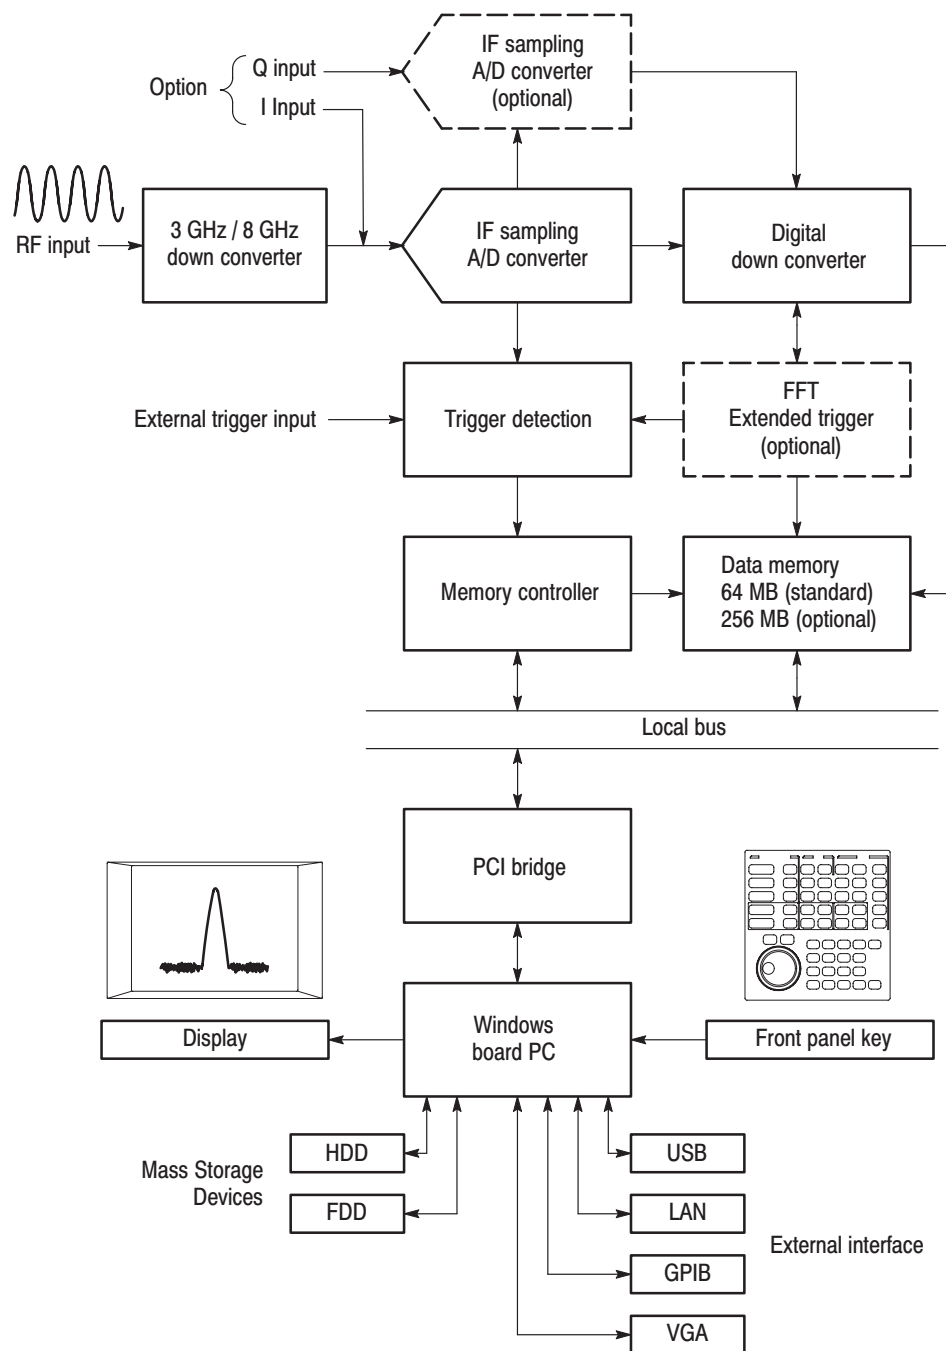 IF sampling
A/D converter
(optional)
Q input
Option
I Input
3 GHz / 8 GHz
down converter
IF sampling
A/D converter
Digital
down converter
RF input
FFT
Extended trigger
(optional)
External trigger input
Trigger detection
Memory controller
Data memory
64 MB (standard)
256 MB (optional)
Local bus
PCI bridge
Display
Windows
board PC
Front panel key
HDD
USB
Mass Storage
Devices
FDD
LAN
External interface
GPIB
VGA